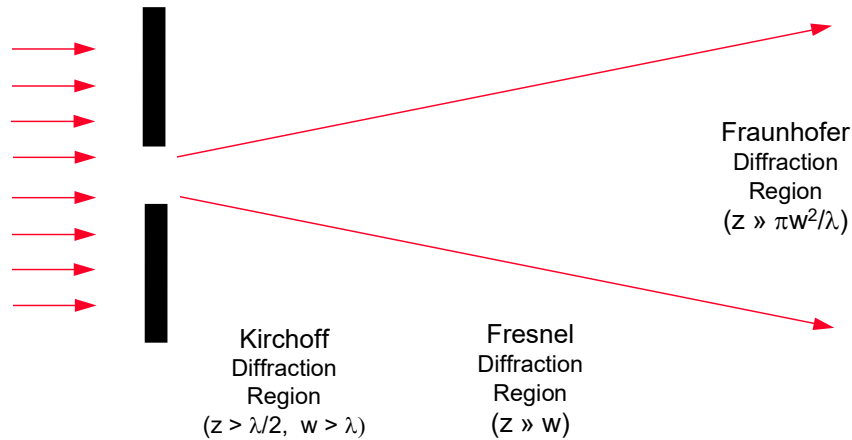 Kirchoff
Diffraction
Region
(z > λ/2, w > λ)
Fresnel
Diffraction
Region
(z » w)
Fraunhofer
Diffraction
Region
(z » πw²/λ)